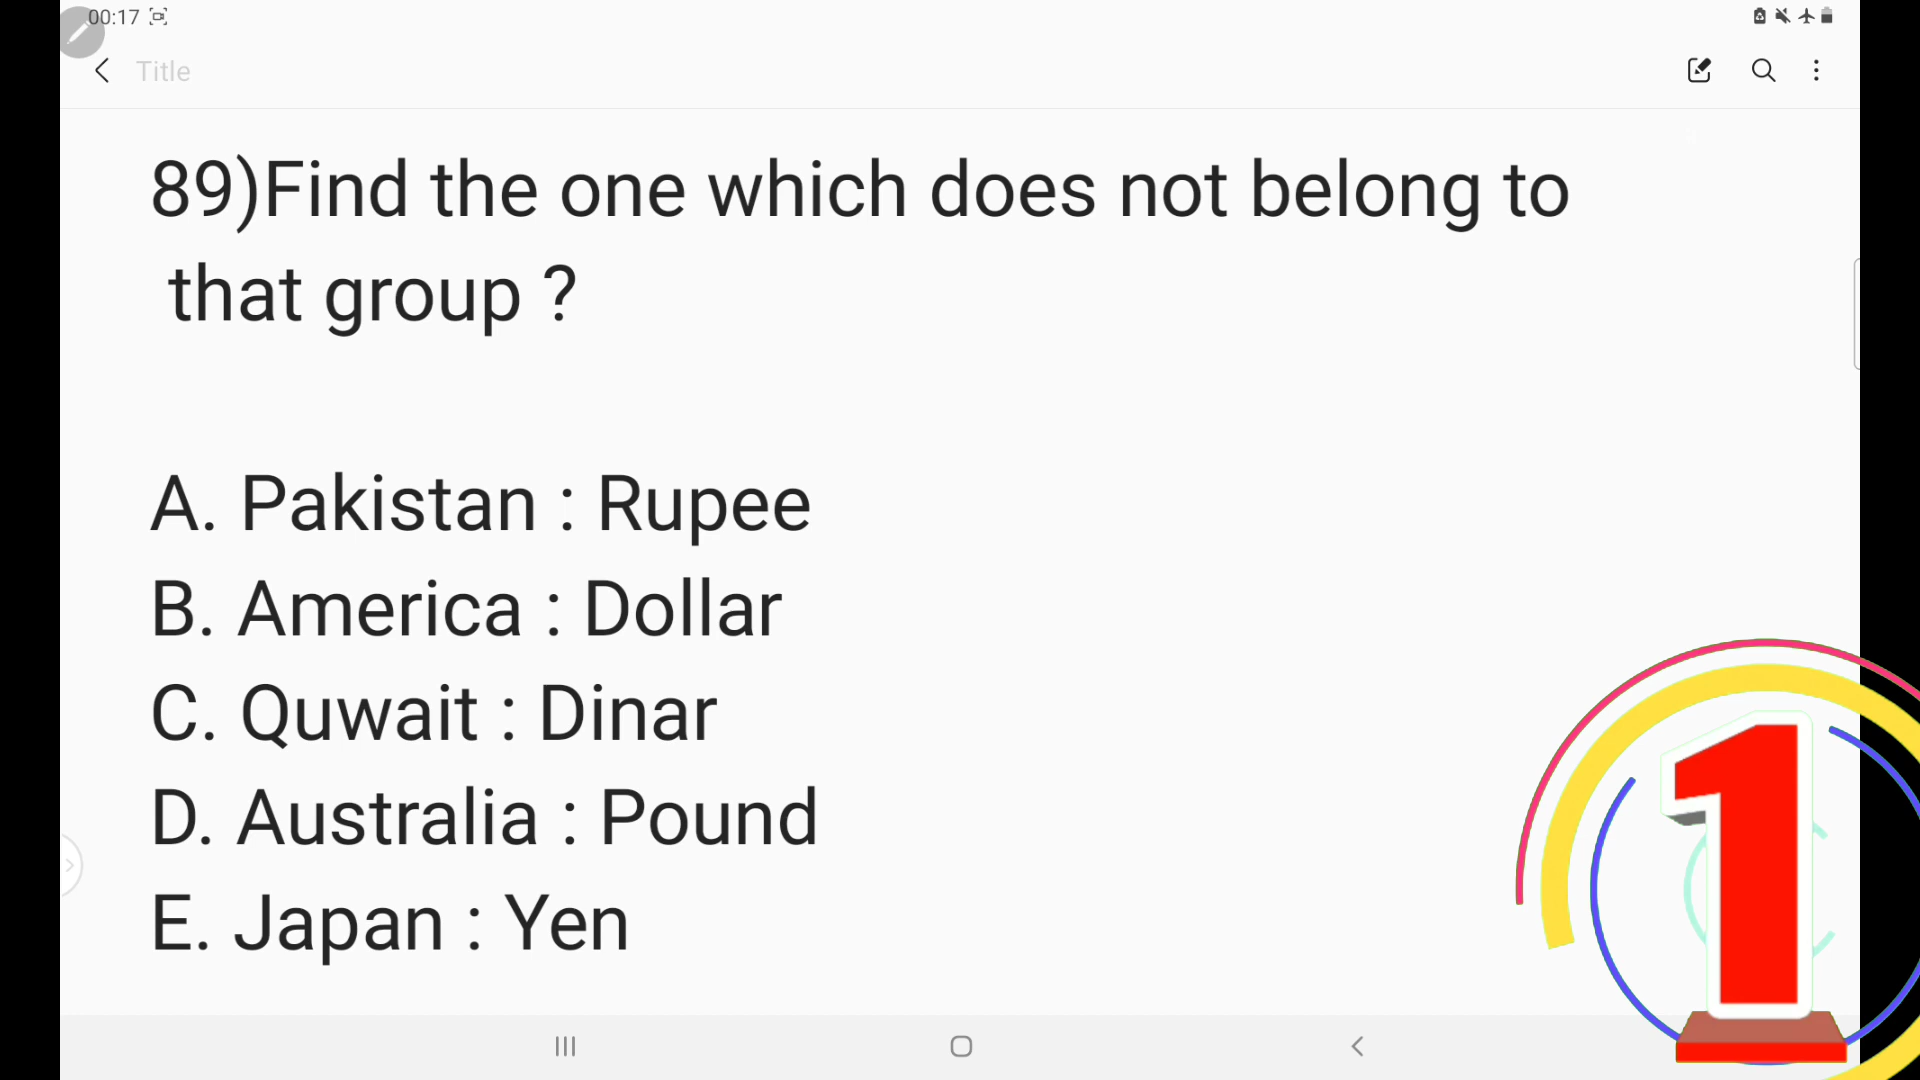 00:17
Title
89)Find the one which does not belong to
that group ?
A. Pakistan : Rupee
B. America : Dollar
C. Quwait : Dinar
D. Australia : Pound
E. Japan : Yen
1